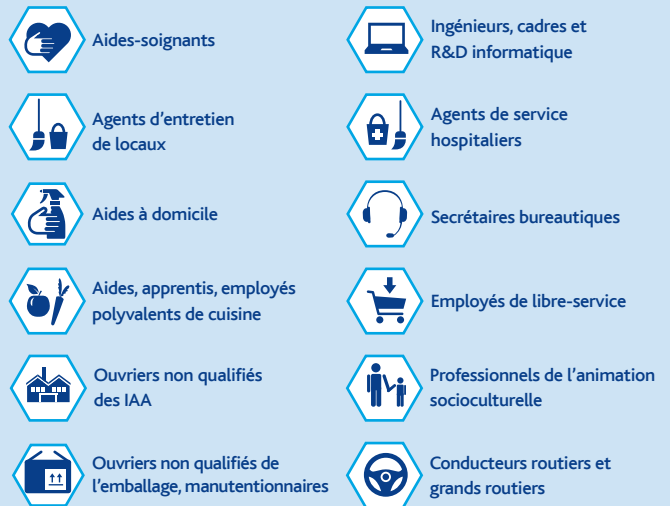 Aides-soignants
Agents d'entretien
de locaux
Aides à domicile
Aides, apprentis, employés
polyvalents de cuisine
Ouvriers non qualifiés
des IAA
Ouvriers non qualifiés de
l'emballage, manutentionnaires
Ingénieurs, cadres et
R&D informatique
Agents de service
hospitaliers
Secrétaires bureautiques
Employés de libre-service
Professionnels de l'animation
socioculturelle
Conducteurs routiers et
grands routiers